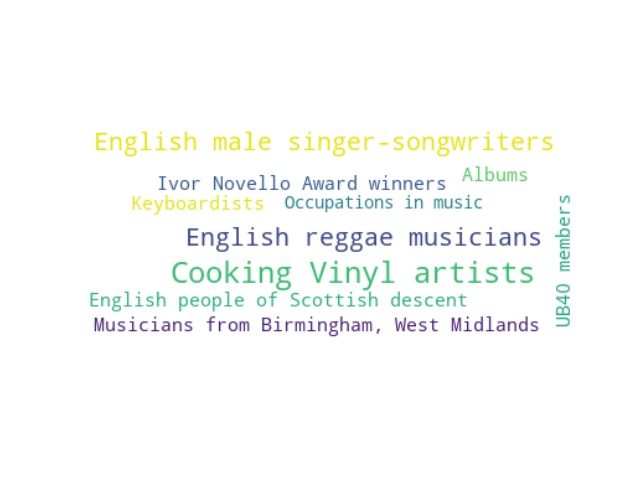 English male singer-songwriters
Albums
Ivor Novello Award winners
Keyboardists
Occupations in music
UB40 members
English reggae musicians
Cooking Vinyl artists
English people of Scottish descent
Musicians from Birmingham, West Midlands